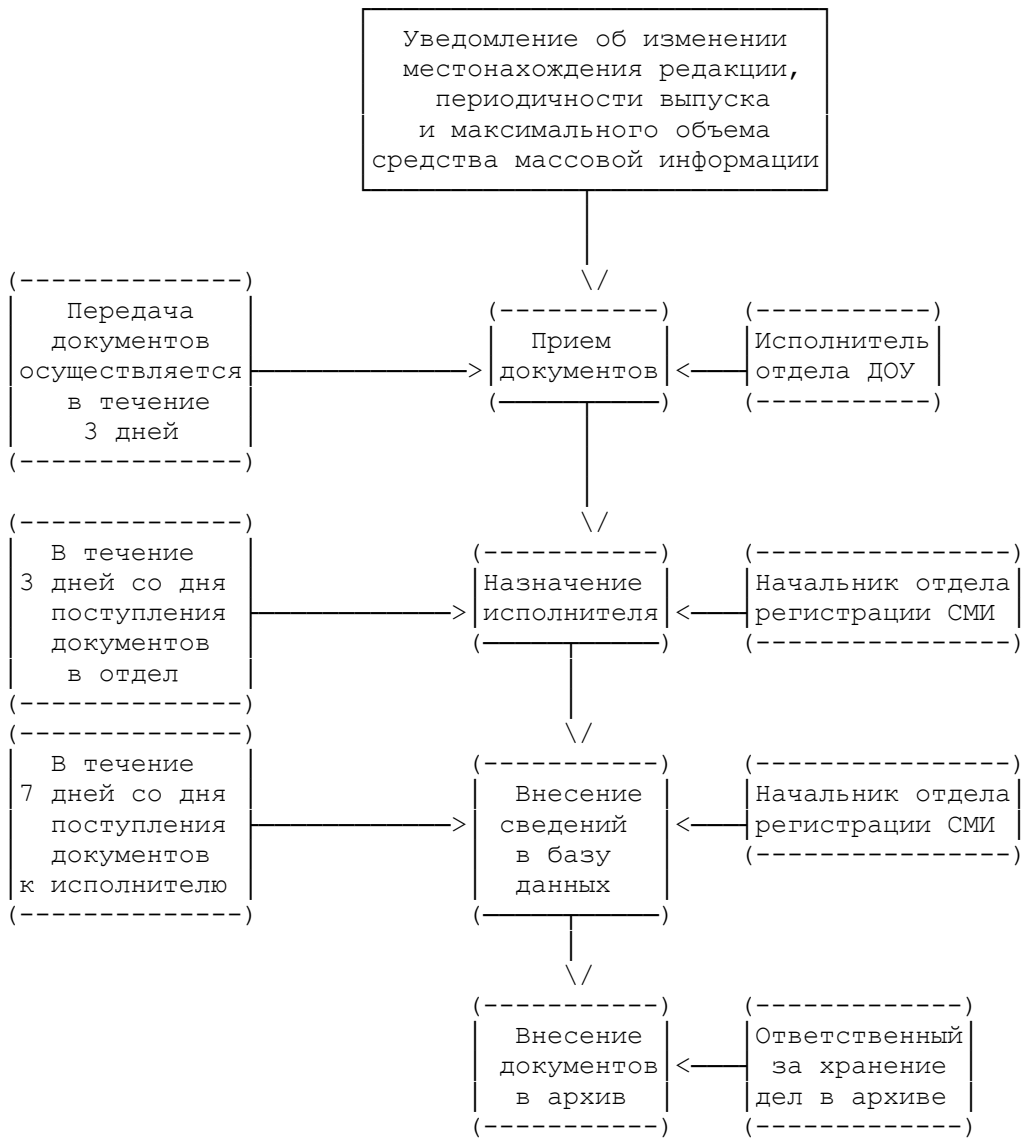 Уведомление об изменении
местонахождения редакции,
периодичности выпуска
и максимального объема
средства массовой информации
Передача
документов
осуществляется
в течение
3 дней
Прием
документов
Исполнитель
отдела ДОУ
В течение
3 дней со дня
поступления
документов
в отдел
Назначение
исполнителя
Начальник отдела
регистрации СМИ
В течение
7 дней со дня
поступления
документов
к исполнителю
Внесение
сведений
в базу
данных
Начальник отдела
регистрации СМИ
Внесение
документов
в архив
Ответственный
за хранение
дел в архиве